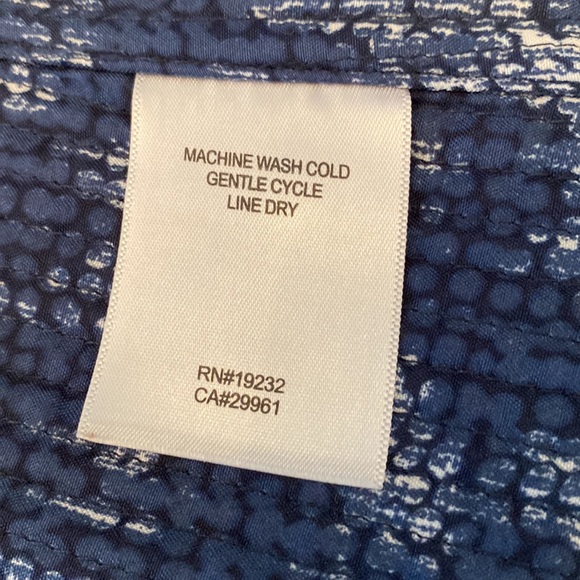 MACHINE WASH COLD
GENTLE CYCLE
LINE DRY
RN#19232
CA#29961